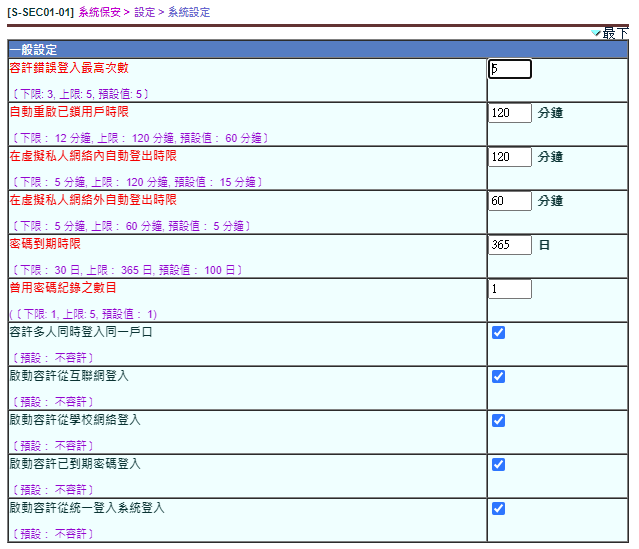 [S-SEC01-01] 系統保安 > 設定 > 系統設定
最下
一般設定
容許錯誤登入最高次數
5
〔下限: 3, 上限: 5, 預設值: 5〕
自動重啟已鎖用戶時限
120 分鐘
〔下限： 12 分鐘, 上限： 120 分鐘, 預設值： 60 分鐘〕
在虛擬私人網絡內自動登出時限
120 分鐘
〔下限： 5 分鐘, 上限： 120 分鐘, 預設值： 15 分鐘〕
在虛擬私人網絡外自動登出時限
60 分鐘
〔下限： 5 分鐘, 上限： 60 分鐘, 預設值： 5 分鐘〕
密碼到期時限
365 日
〔下限： 30 日, 上限： 365 日, 預設值： 100 日〕
曾用密碼紀錄之數目
1
(〔下限: 1, 上限: 5, 預設值： 1)
容許多人同時登入同一戶口
〔預設： 不容許〕
啟動容許從互聯網登入
〔預設： 不容許〕
啟動容許從學校網絡登入
〔預設： 不容許〕
啟動容許已到期密碼登入
〔預設： 不容許〕
啟動容許從統一登入系統登入
〔預設： 不容許〕